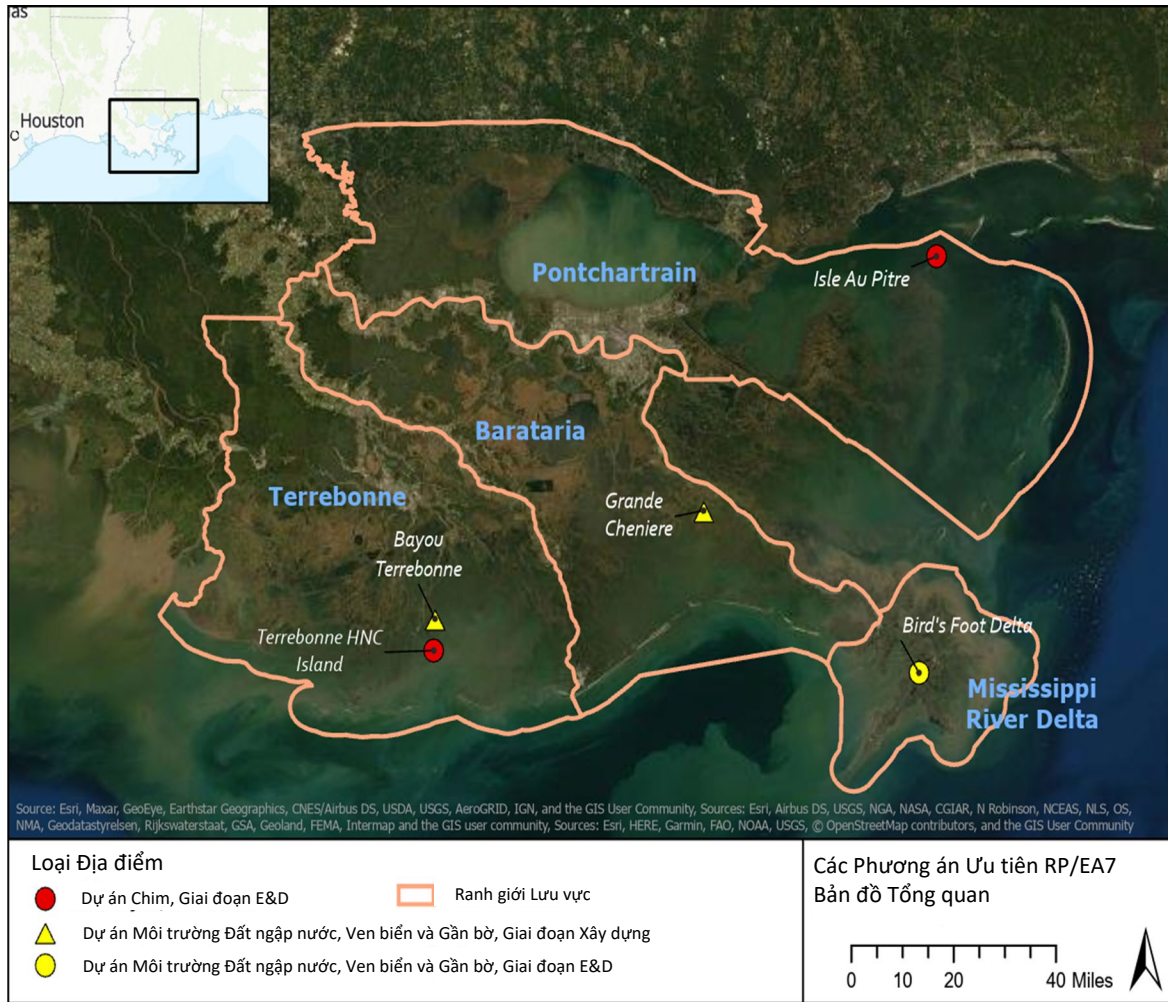 as
Houston
Pontchartrain
Isle Au Pitre
Barataria
Terrebonne
Grande
Cheniere
Bayou
Terrebonne
Terrebonne HNC
Island
Bird's Foot Delta
Mississippi
River Delta
Source: Esri, Maxar, GeoEye, Earthstar Geographics, CNES/Airbus DS, USDA, USGS, AeroGRID, IGN, and the GIS User Community, Sources: Esri, Airbus DS, USGS, NGA, NASA, CGIAR, N Robinson, NCEAS, NLS, OS,
NMA, Geodatastyrelsen, Rijkswaterstaat, GSA, Geoland, FEMA, Intermap and the GIS user community, Sources: Esri, HERE, Garmin, FAO, NOAA, USGS, © OpenStreetMap contributors, and the GIS User Community
Loại Địa điểm
Dự án Chim, Giai đoạn E&D
Ranh giới Lưu vực
Dự án Môi trường Đất ngập nước, Ven biển và Gần bờ, Giai đoạn Xây dựng
Dự án Môi trường Đất ngập nước, Ven biển và Gần bờ, Giai đoạn E&D
Các Phương án Ưu tiên RP/EA7
Bản đồ Tổng quan
0 10 20 40 Miles